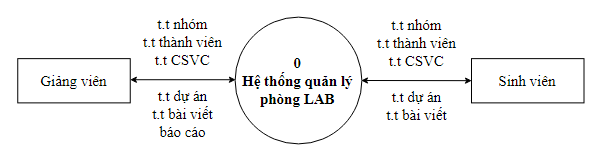 t.t nhóm
t.t thành viên
t.t CSVC
Giảng viên
t.t dự án
t.t bài viết
báo cáo
0
Hệ thống quản lý
phòng LAB
t.t nhóm
t.t thành viên
t.t CSVC
t.t dự án
t.t bài viết
Sinh viên